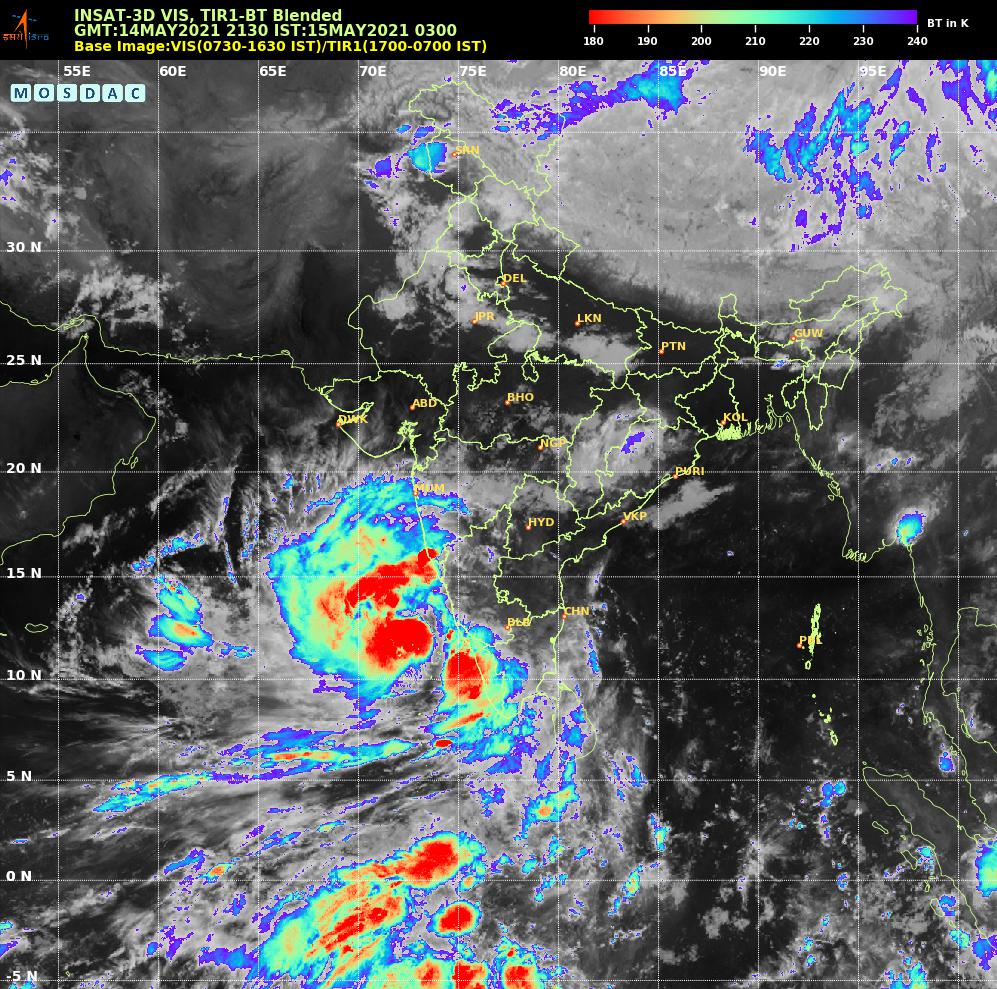 INSAT-3D VIS, TIR1-BT Blended
GMT:14MAY2021 2130 IST:15MAY2021 0300
Base Image:VIS(0730-1630 IST)/TIR1(1700-0700 IST)
BT in K
180 190 200 210 220 230 240
55E 60E 65E 70E 75E 80E 85E 90E 95E
MOSDAC
SRN
30 N
DEL
JPR LKN GUW
PTN
25 N
ABD BHO
DWK KOL
NGP
20 N PURI
MUM
HYD VKP
15 N
BLB CHN
PBL
10 N
5 N
0 N
-5 N